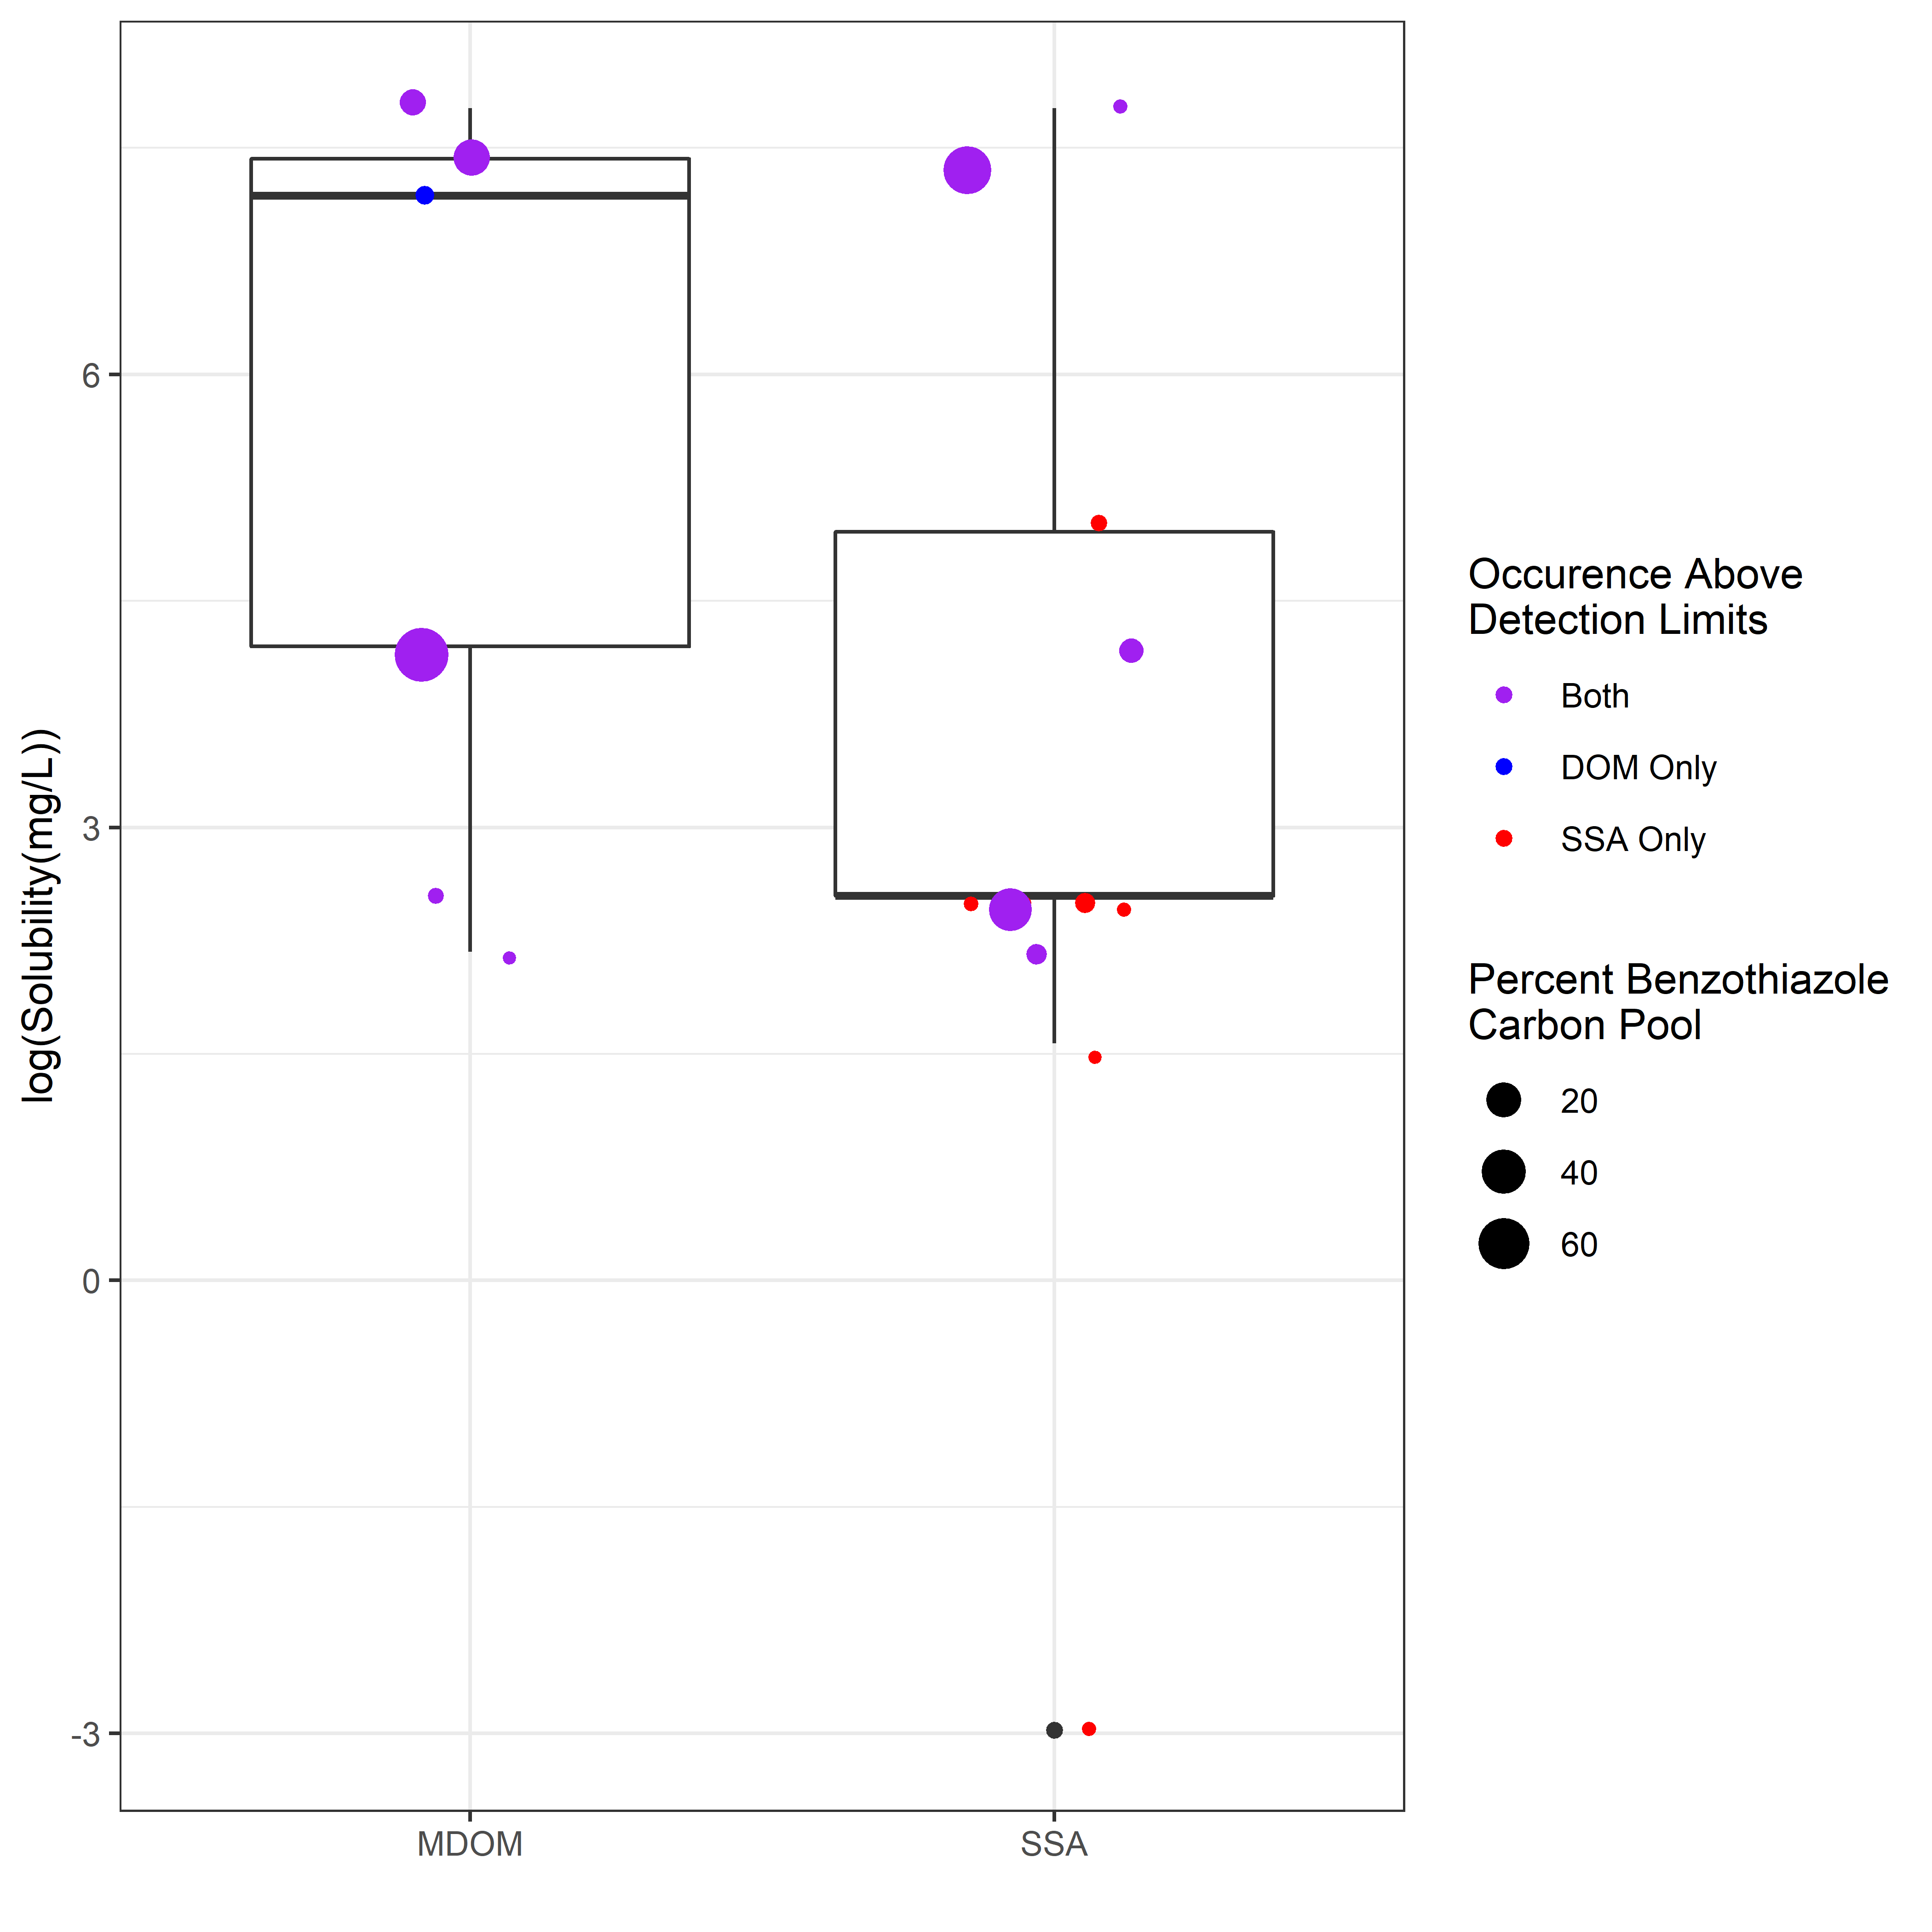 log(Solubility(mg/L))
6
3
0
-3
MDOM
SSA
Occurence Above
Detection Limits
Both
DOM Only
SSA Only
Percent Benzothiazole
Carbon Pool
20
40
60